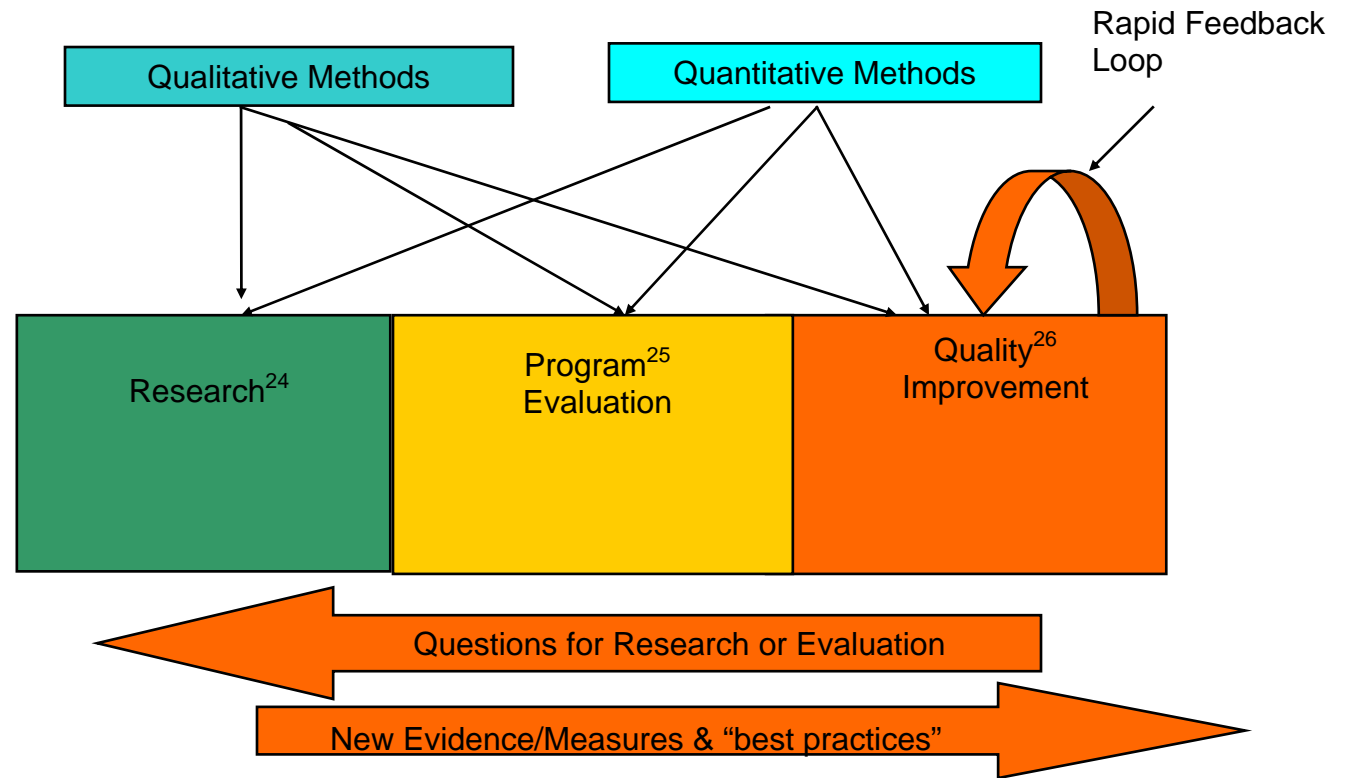 Rapid Feedback
Loop
Qualitative Methods
Quantitative Methods
Research24
Program25
Evaluation
Quality26
Improvement
Questions for Research or Evaluation
New Evidence/Measures & “best practices”